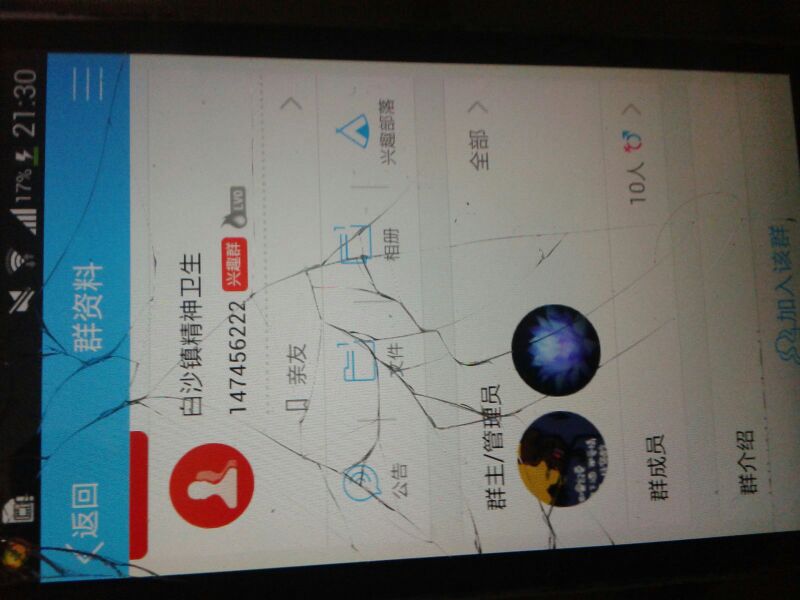 17% 21:30
返回 群资料
白沙镇精神卫生
147456222 兴趣群 LV0
亲友
公告 文件 相册 兴趣部落
群主/管理员 全部
群成员 10人
群介绍
加入该群